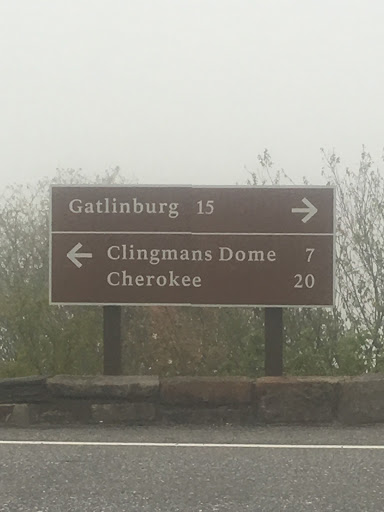 Gatlinburg 15 →
← Clingmans Dome 7
Cherokee 20